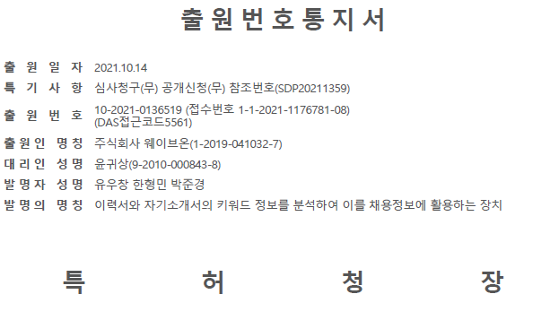 출 원 번 호 통 지 서
출 원 일 자 2021.10.14
특 기 사 항 심사청구(무) 공개신청(무) 참조번호(SDP20211359)
출 원 번 호 10-2021-0136519 (접수번호 1-1-2021-1176781-08)
(DAS접근코드5561)
출 원 인 명 칭 주식회사 웨이브온(1-2019-041032-7)
대 리 인 성 명 윤귀상(9-2010-000843-8)
발 명 자 성 명 유우창 한형민 박준경
발 명 의 명 칭 이력서와 자기소개서의 키워드 정보를 분석하여 이를 채용정보에 활용하는 장치
특 허 청 장